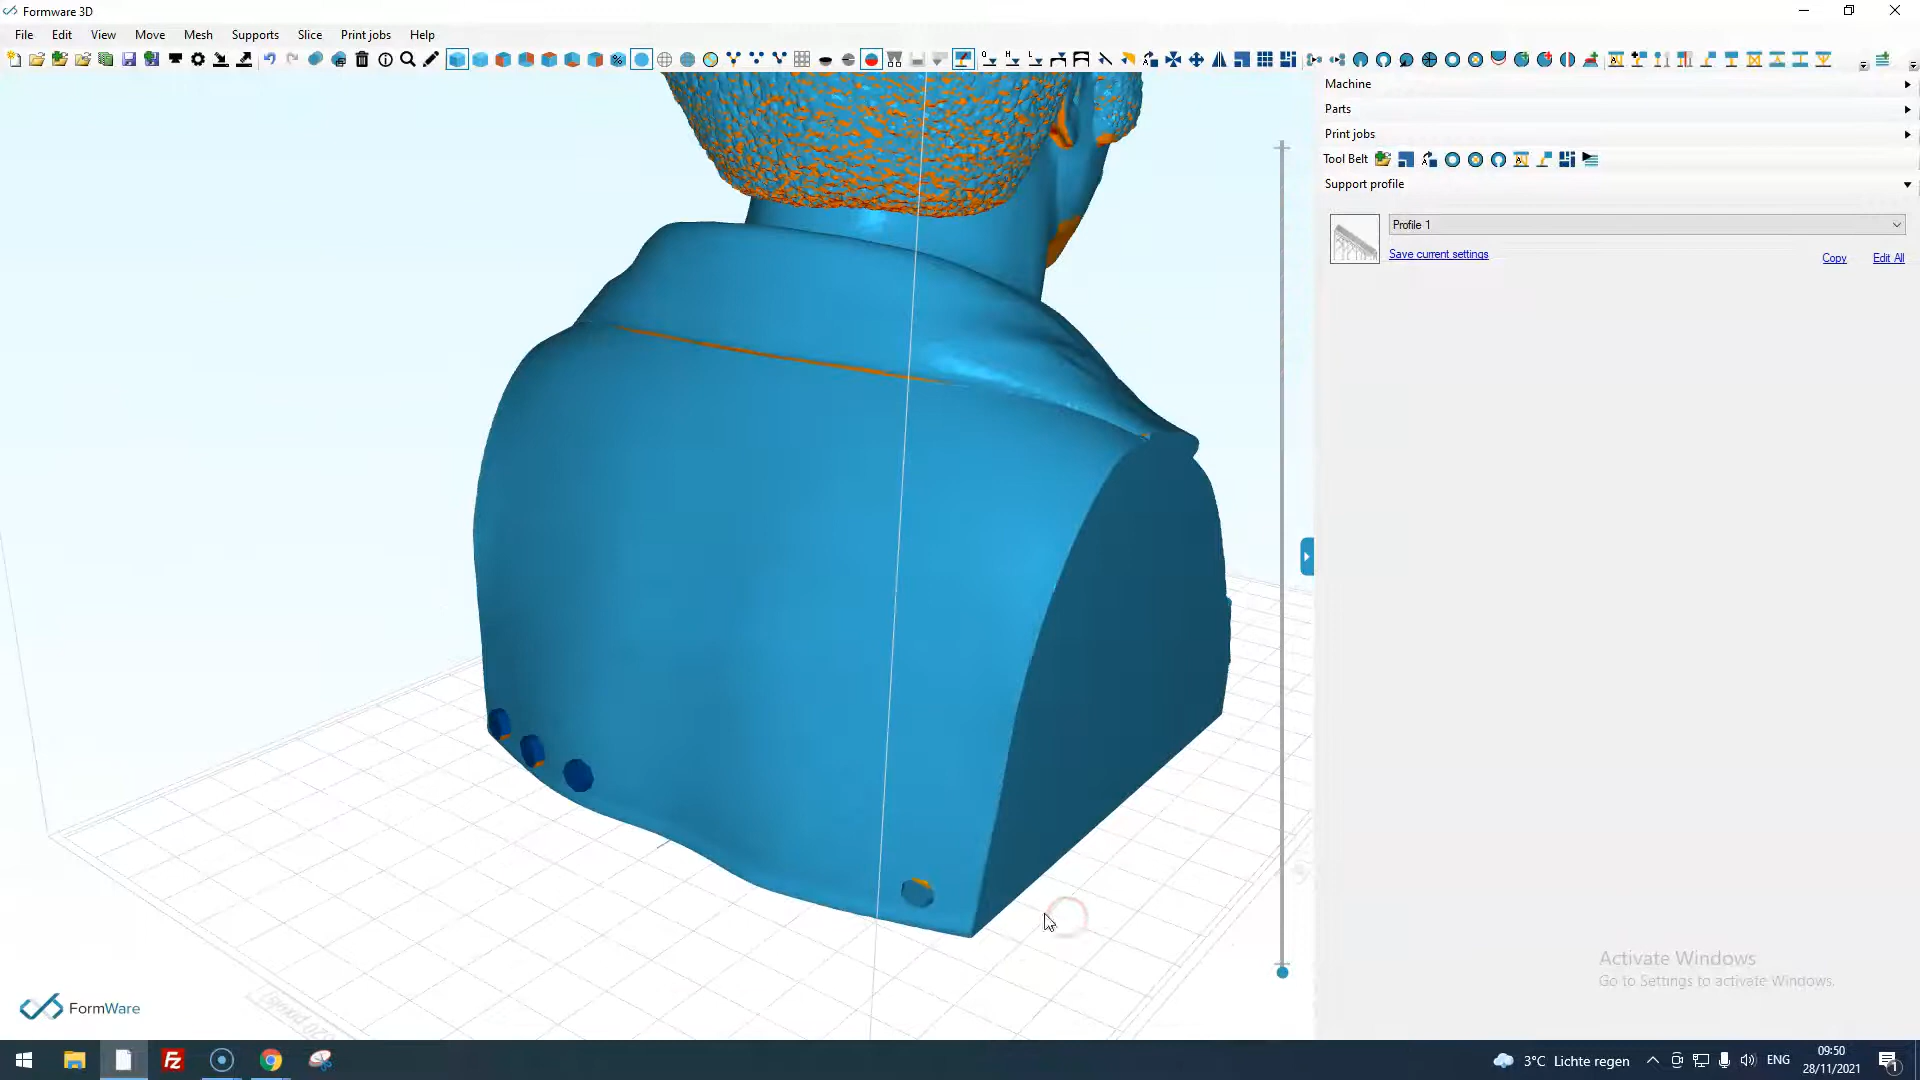 Formware 3D
File Edit View Move Mesh Supports Slice Print jobs Help
Machine
Parts
Print jobs
Tool Belt
Support profile
Profile 1
Save current settings
Copy
Edit All
Activate Windows
Go to Settings to activate Windows.
FormWare
3°C Lichte regen
ENG
09:50
28/11/2021
1